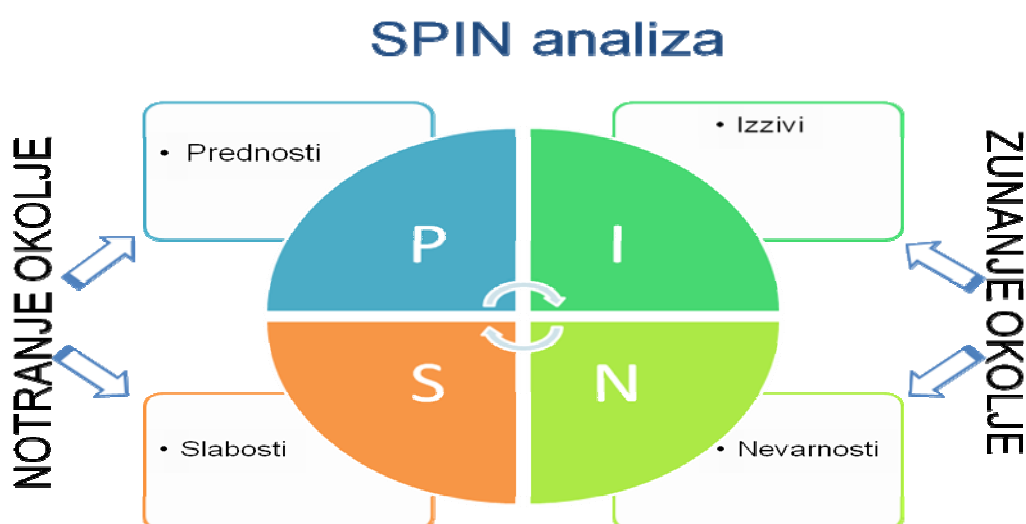 SPIN analiza
NOTRANJE OKOLJE
• Prednosti
• Izzivi
P
I
S
N
• Slabosti
• Nevarnosti
ZUNANJE OKOLJE